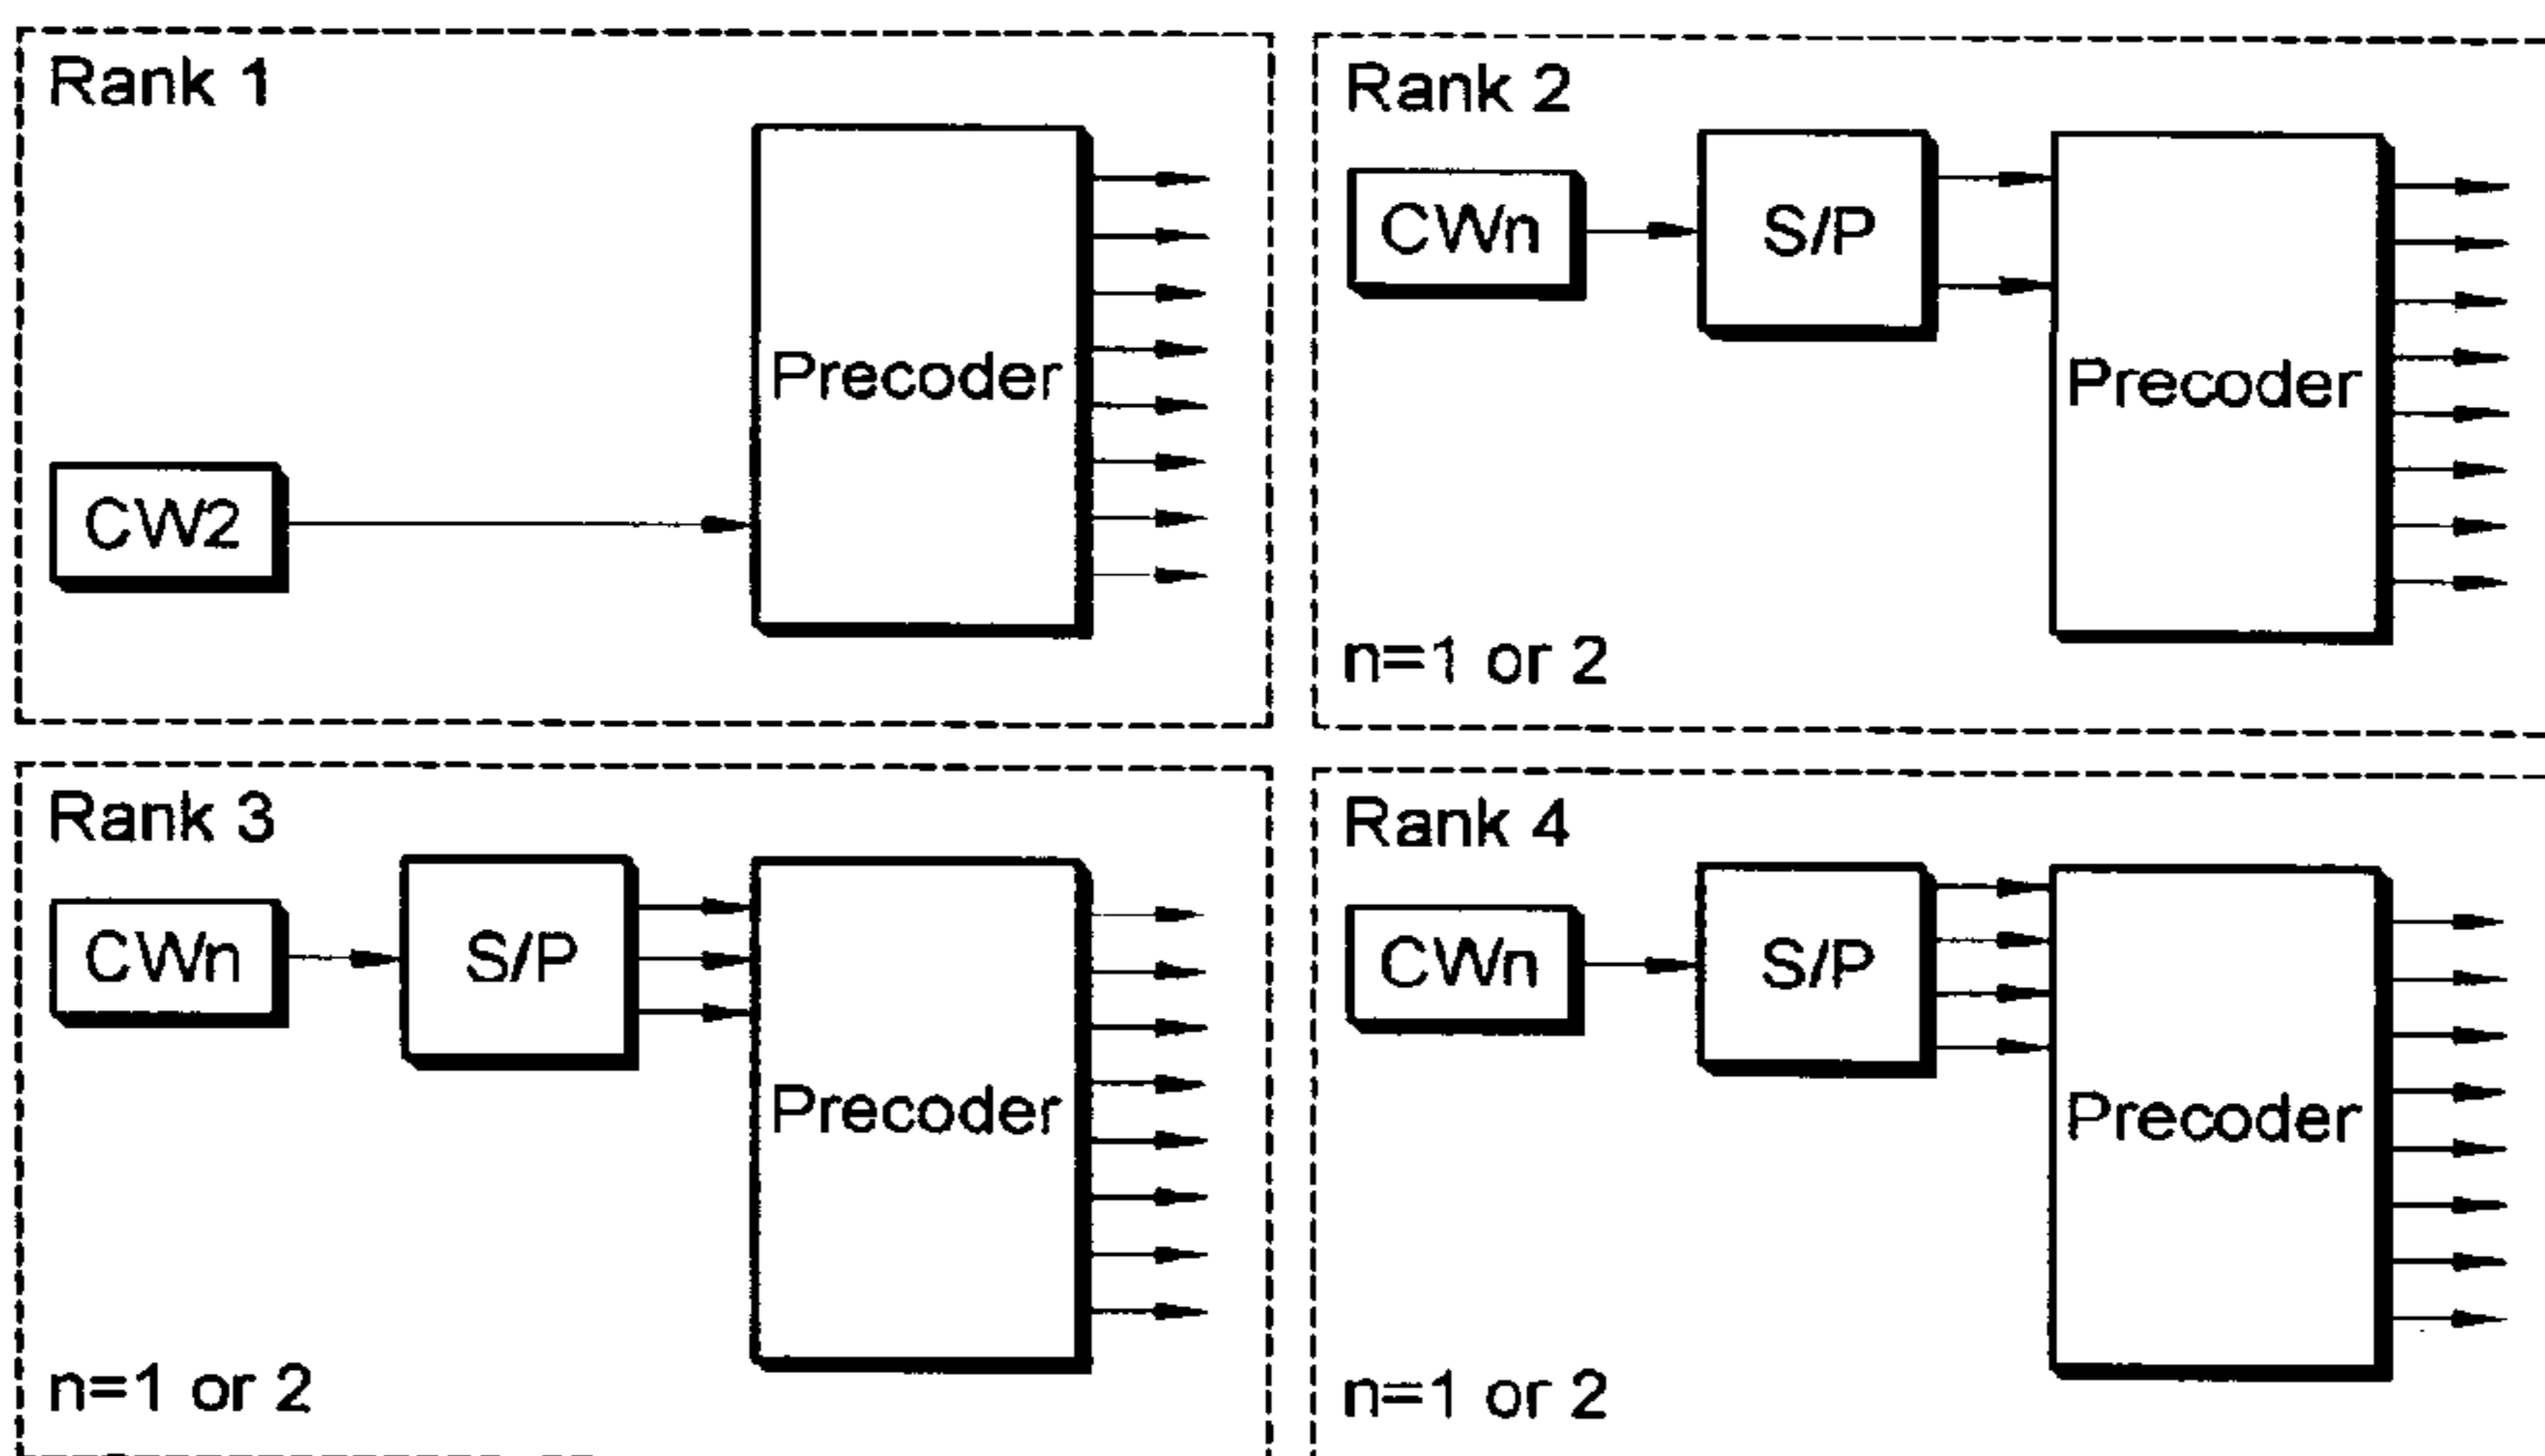 Rank 1
Precoder
CW2
Rank 2
CWn
S/P
Precoder
n=1 or 2
Rank 3
CWn
S/P
Precoder
n=1 or 2
Rank 4
CWn
S/P
Precoder
n=1 or 2